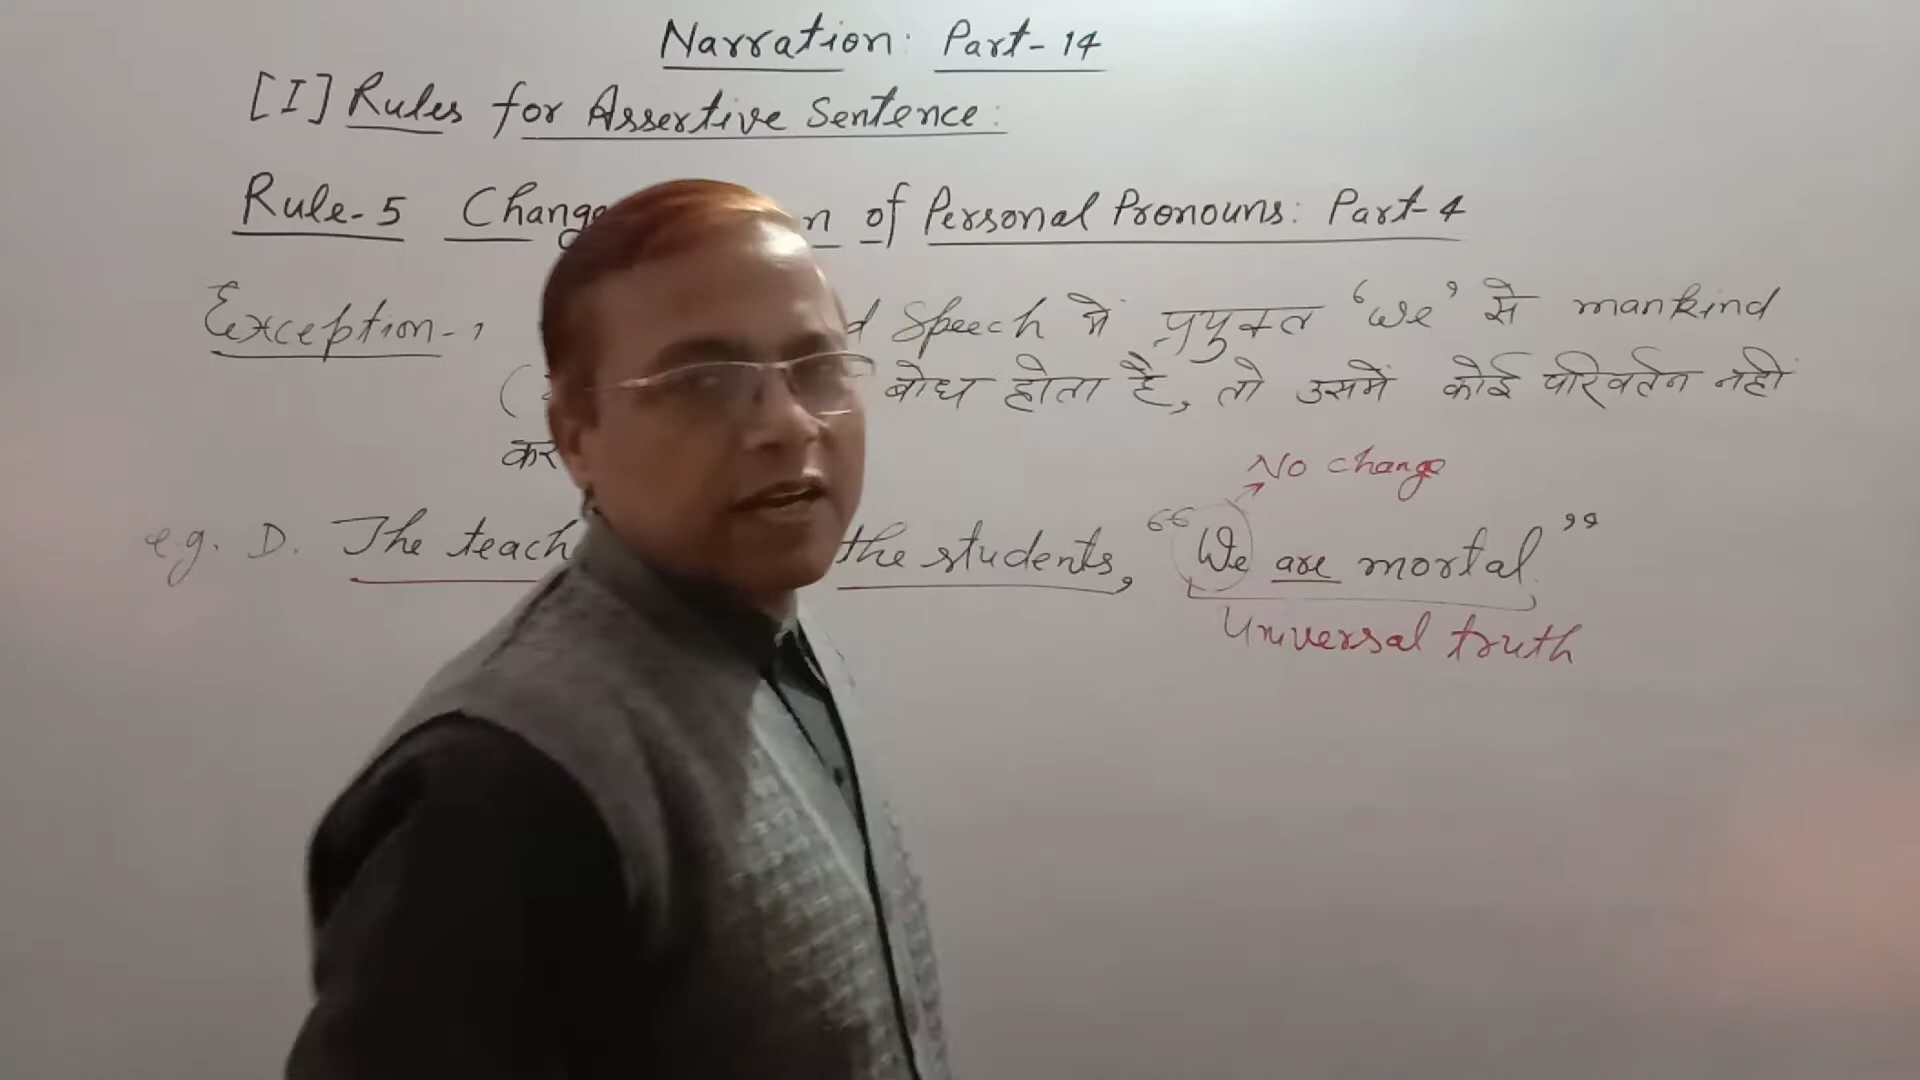 Narration: Part-14
[I] Rules for Assertive Sentence:
Rule-5 Change of Personal Pronouns: Part-4
Exception-1 Speech में प्रयुक्त ‘We’ से mankind
बोध होता है, तो उसमें कोई परिवर्तन नहीं
कर
No change
e.g. D. The teach the students, “We are mortal.”
Universal truth